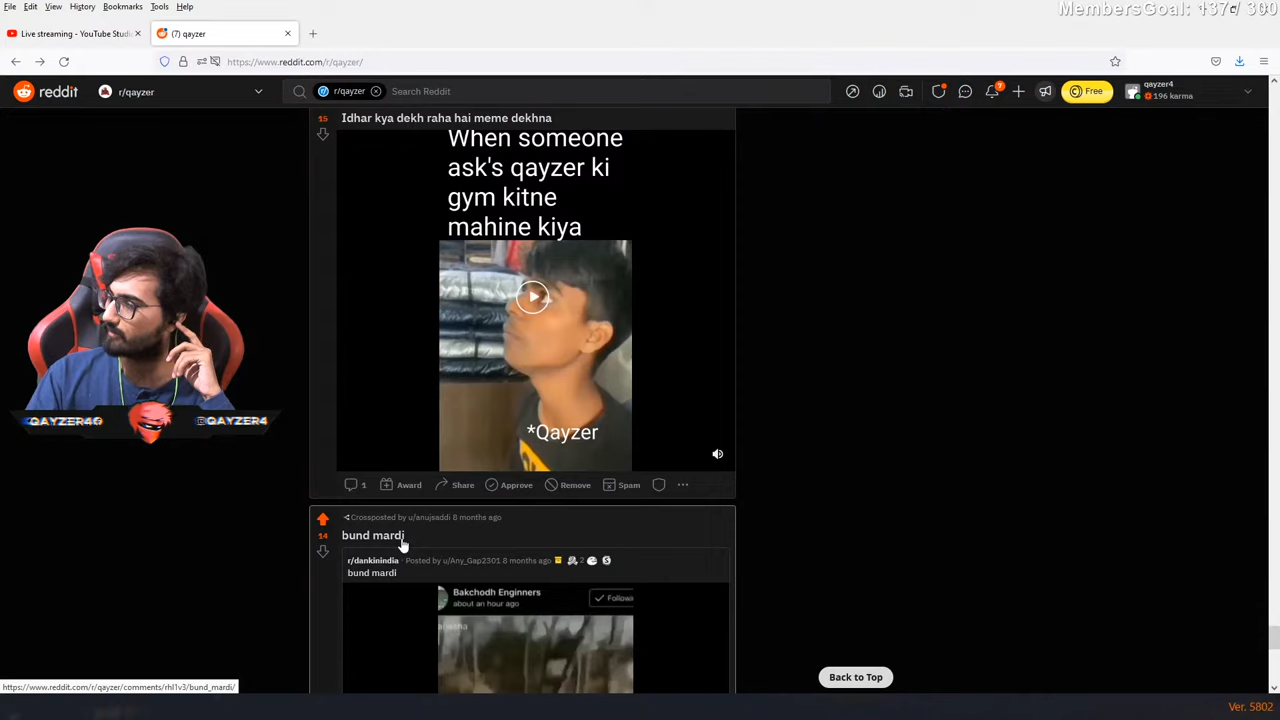 File Edit View History Bookmarks Tools Help
MembersGoal: 137 / 300
Live streaming - YouTube Studi
(7) qayzer
https://www.reddit.com/r/qayzer/
reddit
r/qayzer
r/qayzer
Search Reddit
Free
qayzer4
196 karma
15
Idhar kya dekh raha hai meme dekhna
When someone
ask's qayzer ki
gym kitne
mahine kiya
*Qayzer
@QAYZER4
1 Award Share Approve Remove Spam
Crossposted by u/anujsaddi 8 months ago
14
bund mardi
r/dankinindia · Posted by u/Any_Gap2301 8 months ago
2
bund mardi
Bakchodh Enginners
about an hour ago
Followi
https://www.reddit.com/r/qayzer/comments/rhl1v3/bund_mardi/
Back to Top
Ver. 5802